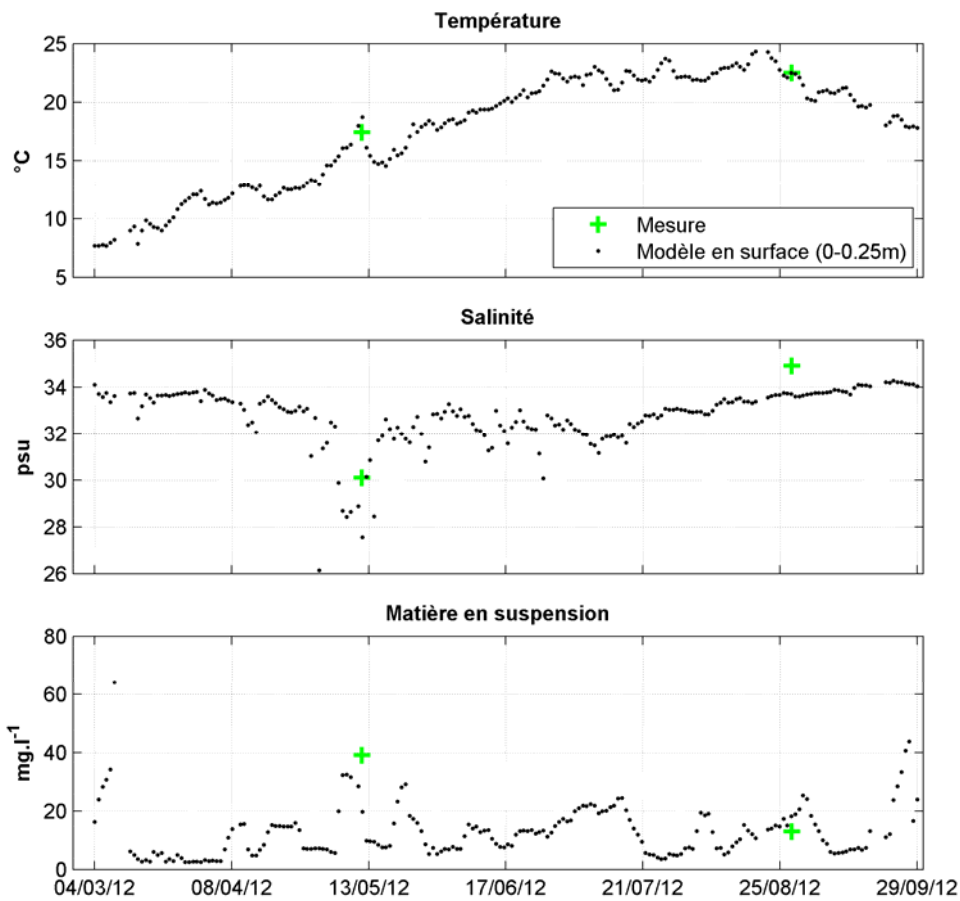 Température
25
20
15
10
5
°C
Mesure
Modèle en surface (0-0.25m)
Salinité
36
34
32
30
28
26
psu
Matière en suspension
80
60
40
20
0
mg.l⁻¹
04/03/12 08/04/12 13/05/12 17/06/12 21/07/12 25/08/12 29/09/12